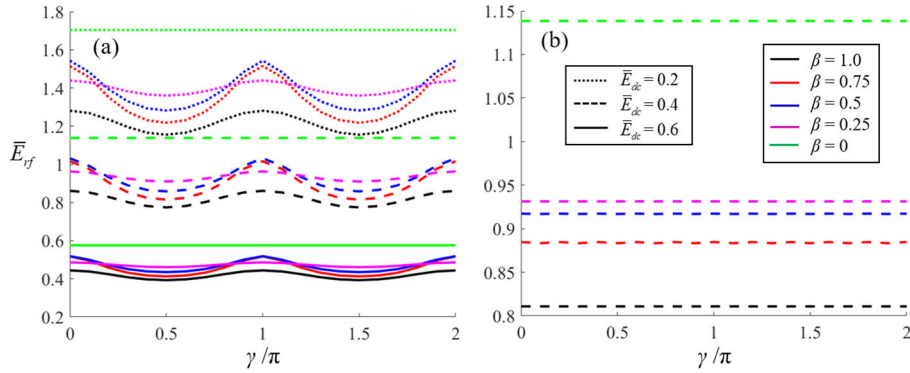 1.8
1.6
1.4
1.2
1
0.8
0.6
0.4
0.2
Ē_rf
(a)
Ē_dc = 0.2
Ē_dc = 0.4
Ē_dc = 0.6
0 0.5 1 1.5 2
γ /π
1.15
1.1
1.05
1
0.95
0.9
0.85
0.8
(b)
β = 1.0
β = 0.75
β = 0.5
β = 0.25
β = 0
0 0.5 1 1.5 2
γ /π